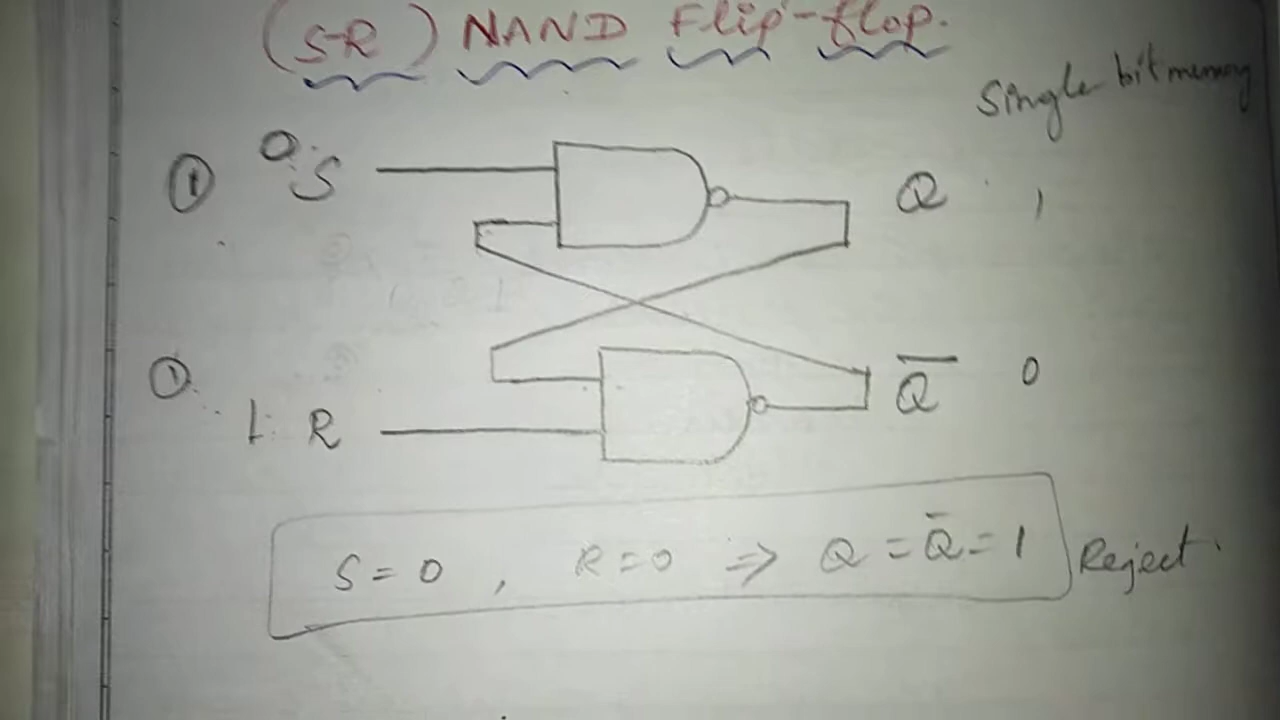 (S-R) NAND Flip-flop.
Single bit memory
① 0: S Q 1
① 1: R Q̅ 0
S = 0 , R = 0 ⇒ Q = Q̅ = 1 Reject.